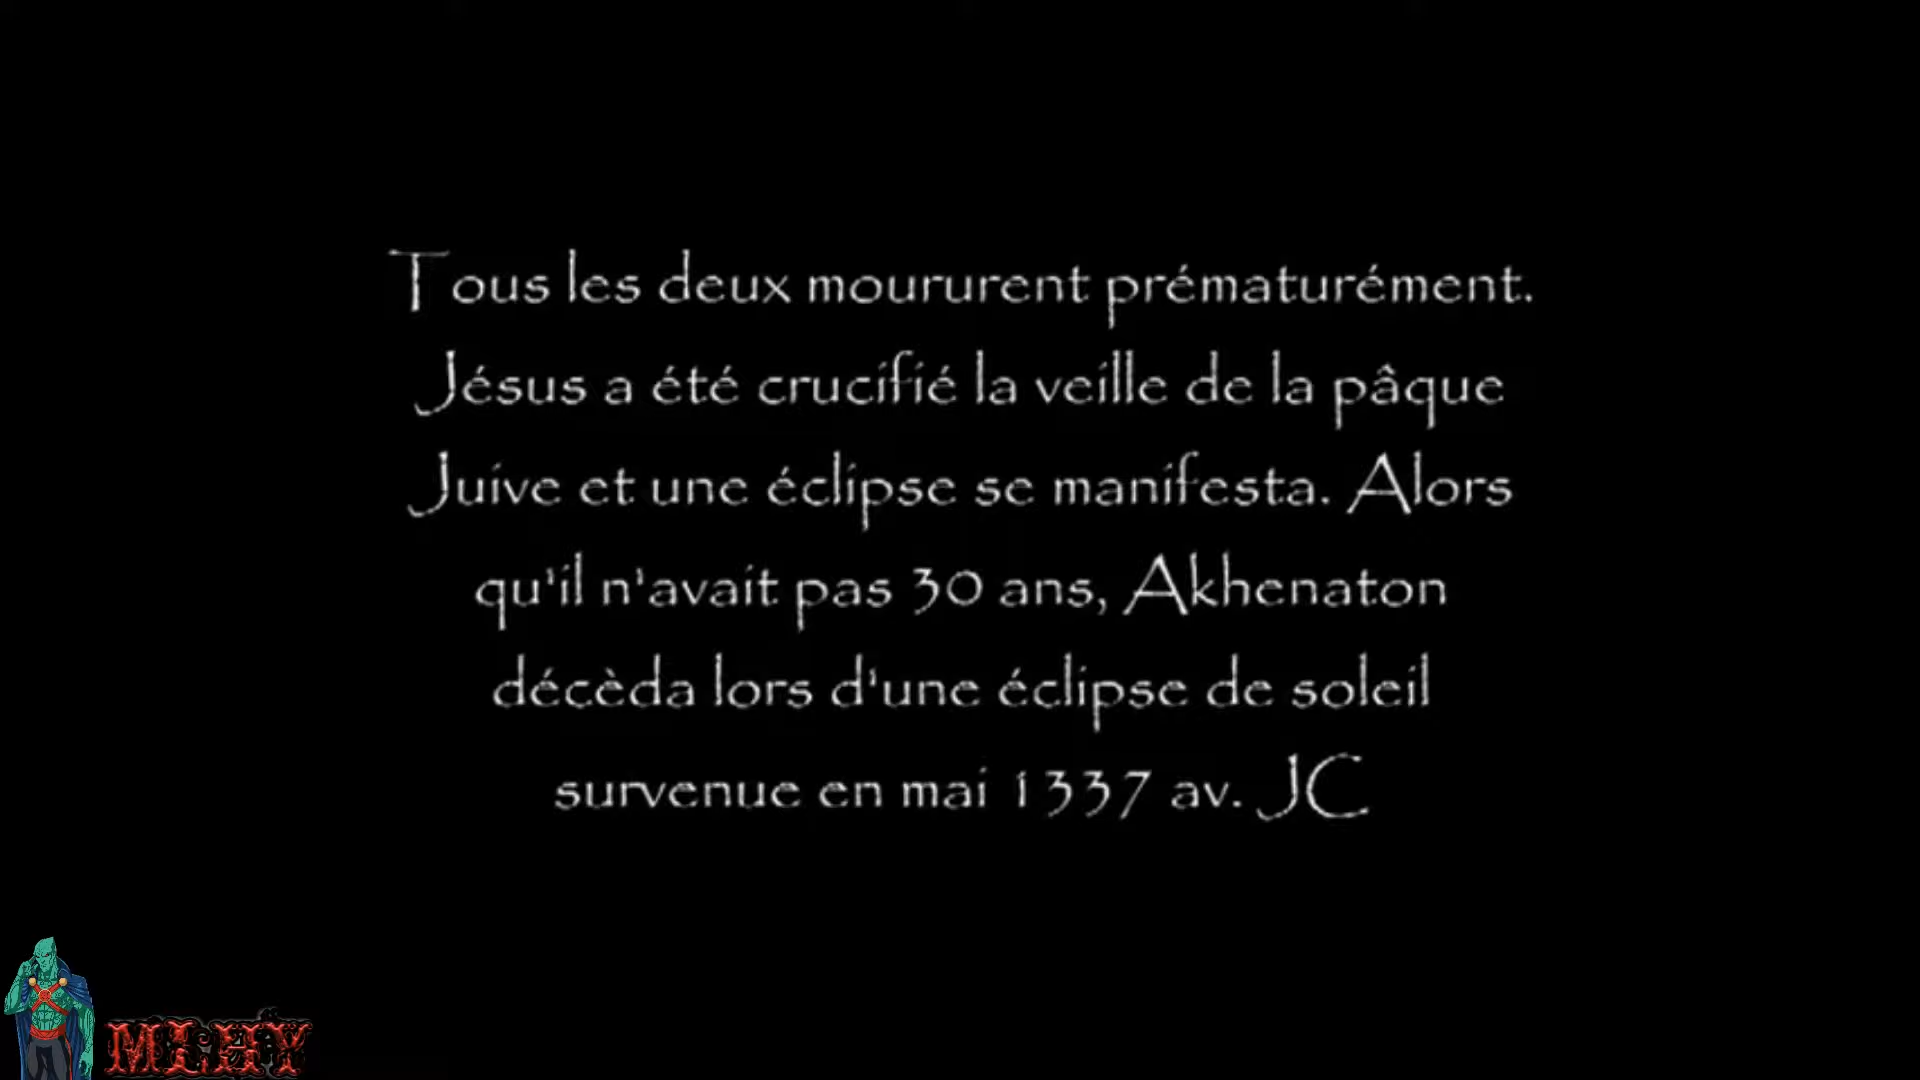 Tous les deux moururent prématurément.
Jésus a été crucifié la veille de la pâque
Juive et une éclipse se manifesta. Alors
qu'il n'avait pas 30 ans, Akhenaton
décèda lors d'une éclipse de soleil
survenue en mai 1337 av. JC